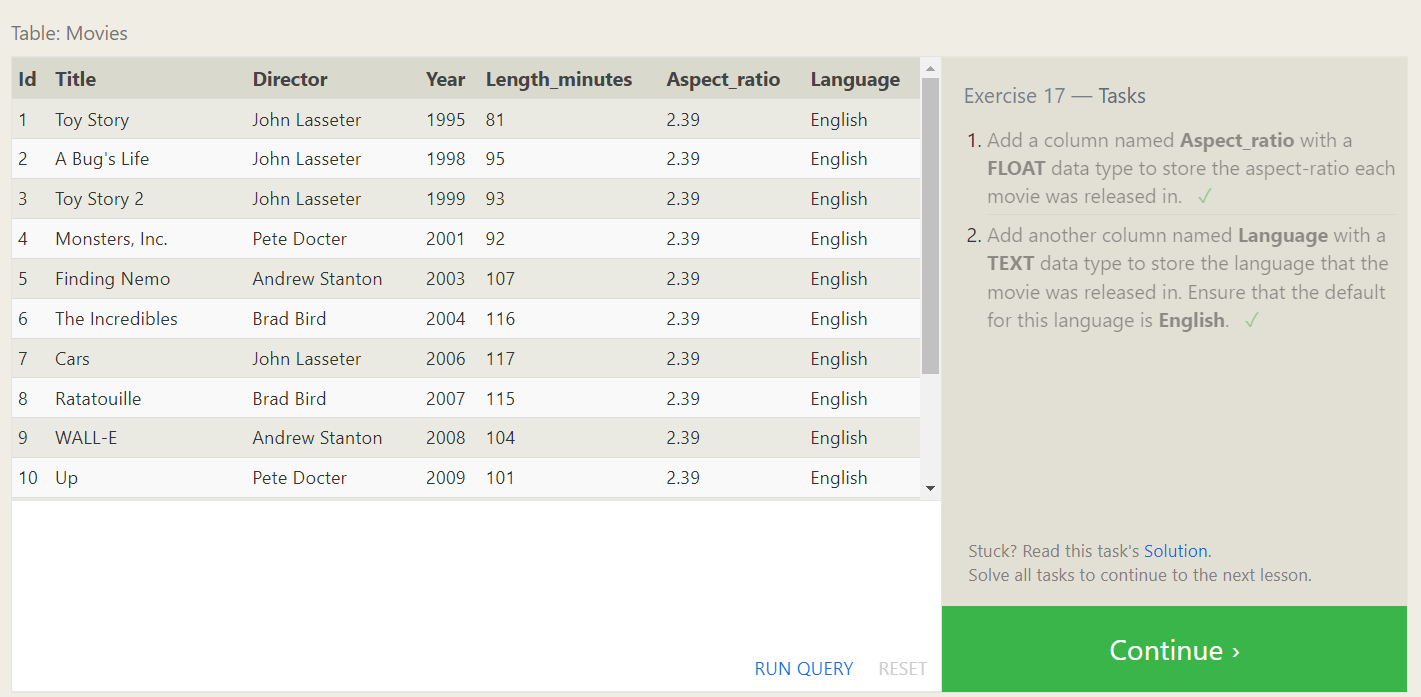 Table: Movies
Id Title Director Year Length_minutes Aspect_ratio Language
1 Toy Story John Lasseter 1995 81 2.39 English
2 A Bug's Life John Lasseter 1998 95 2.39 English
3 Toy Story 2 John Lasseter 1999 93 2.39 English
4 Monsters, Inc. Pete Docter 2001 92 2.39 English
5 Finding Nemo Andrew Stanton 2003 107 2.39 English
6 The Incredibles Brad Bird 2004 116 2.39 English
7 Cars John Lasseter 2006 117 2.39 English
8 Ratatouille Brad Bird 2007 115 2.39 English
9 WALL-E Andrew Stanton 2008 104 2.39 English
10 Up Pete Docter 2009 101 2.39 English
RUN QUERY RESET
Exercise 17 — Tasks
1. Add a column named Aspect_ratio with a
FLOAT data type to store the aspect-ratio each
movie was released in. ✓
2. Add another column named Language with a
TEXT data type to store the language that the
movie was released in. Ensure that the default
for this language is English. ✓
Stuck? Read this task's Solution.
Solve all tasks to continue to the next lesson.
Continue ›